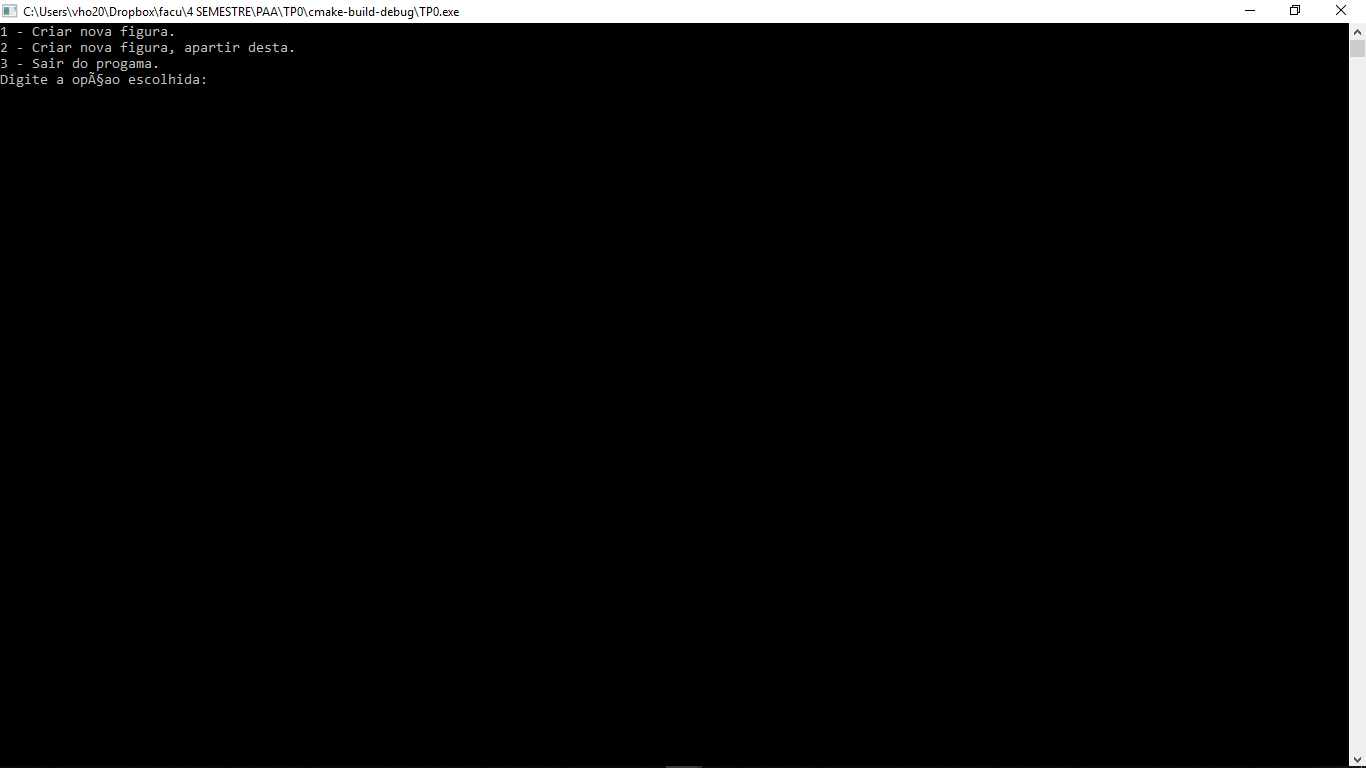 C:\Users\vho20\Dropbox\facu\4 SEMESTRE\PAA\TP0\cmake-build-debug\TP0.exe
1 - Criar nova figura.
2 - Criar nova figura, apartir desta.
3 - Sair do progama.
Digite a opÃ§ao escolhida: